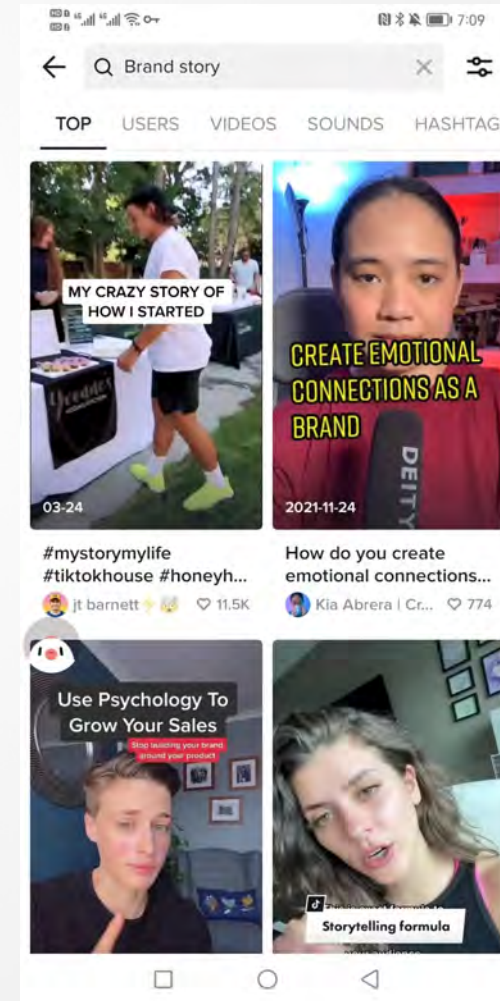 7:09
Brand story
TOP USERS VIDEOS SOUNDS HASHTAG
MY CRAZY STORY OF
HOW I STARTED
03-24
#mystorymylife
#tiktokhouse #honeyh...
jt barnett 11.5K
CREATE EMOTIONAL
CONNECTIONS AS A
BRAND
DEITY
2021-11-24
How do you create
emotional connections...
Kia Abrera | Cr... 774
Use Psychology To
Grow Your Sales
Stop building your brand
around your product
Storytelling formula